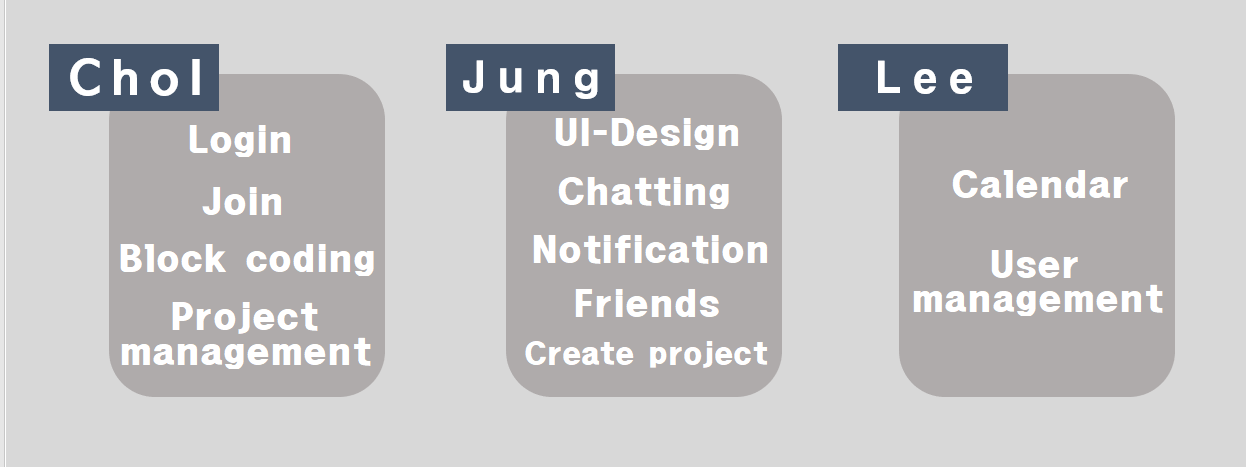 Chol
Login
Join
Block coding
Project
management
Jung
UI-Design
Chatting
Notification
Friends
Create project
Lee
Calendar
User
management